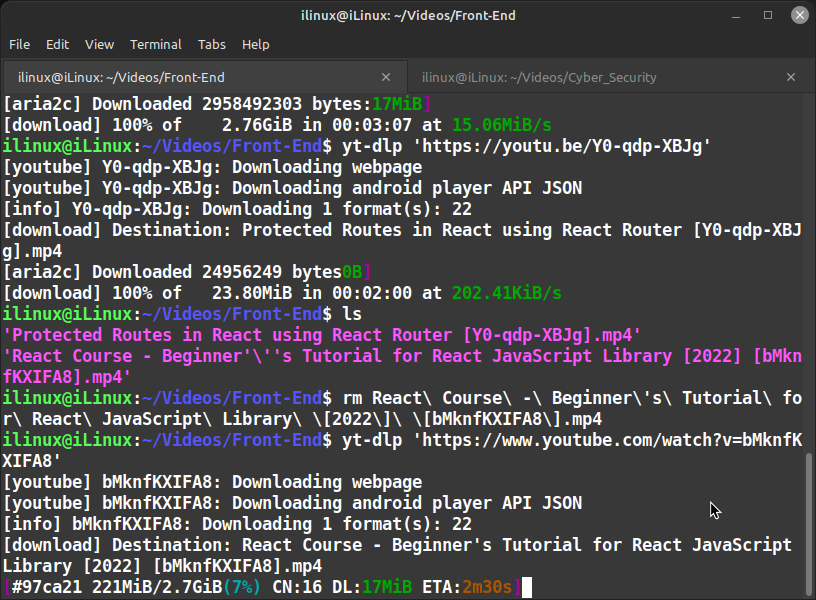 ilinux@iLinux: ~/Videos/Front-End
File Edit View Terminal Tabs Help
ilinux@iLinux: ~/Videos/Front-End
ilinux@iLinux: ~/Videos/Cyber_Security
[aria2c] Downloaded 2958492303 bytes:17MiB]
[download] 100% of    2.76GiB in 00:03:07 at 15.06MiB/s
ilinux@iLinux:~/Videos/Front-End$ yt-dlp 'https://youtu.be/Y0-qdp-XBJg'
[youtube] Y0-qdp-XBJg: Downloading webpage
[youtube] Y0-qdp-XBJg: Downloading android player API JSON
[info] Y0-qdp-XBJg: Downloading 1 format(s): 22
[download] Destination: Protected Routes in React using React Router [Y0-qdp-XBJ
g].mp4
[aria2c] Downloaded 24956249 bytes0B]
[download] 100% of   23.80MiB in 00:02:00 at 202.41KiB/s
ilinux@iLinux:~/Videos/Front-End$ ls
'Protected Routes in React using React Router [Y0-qdp-XBJg].mp4'
'React Course - Beginner'\''s Tutorial for React JavaScript Library [2022] [bMkn
fKXIFA8].mp4'
ilinux@iLinux:~/Videos/Front-End$ rm React\ Course\ -\ Beginner\'s\ Tutorial\ fo
r\ React\ JavaScript\ Library\ \[2022\]\ \[bMknfKXIFA8\].mp4
ilinux@iLinux:~/Videos/Front-End$ yt-dlp 'https://www.youtube.com/watch?v=bMknfK
XIFA8'
[youtube] bMknfKXIFA8: Downloading webpage
[youtube] bMknfKXIFA8: Downloading android player API JSON
[info] bMknfKXIFA8: Downloading 1 format(s): 22
[download] Destination: React Course - Beginner's Tutorial for React JavaScript
Library [2022] [bMknfKXIFA8].mp4
[#97ca21 221MiB/2.7GiB(7%) CN:16 DL:17MiB ETA:2m30s]